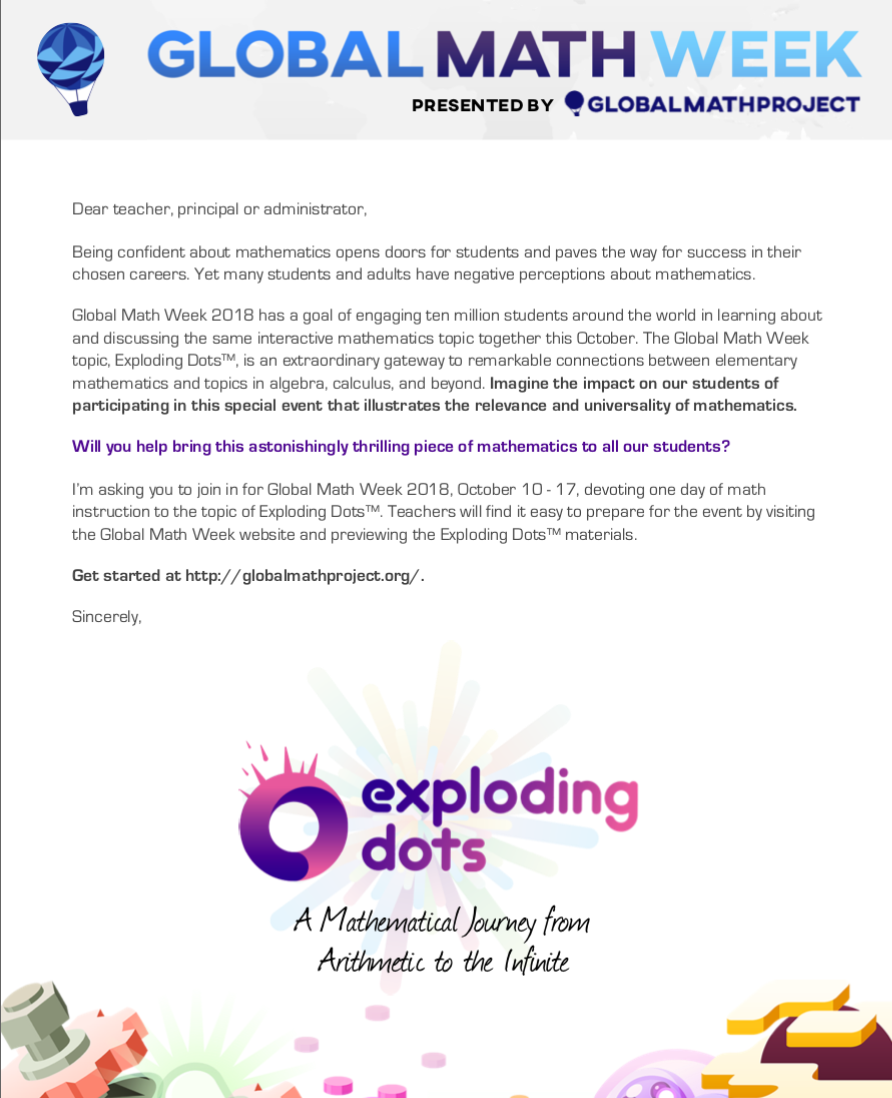 GLOBAL MATH WEEK
PRESENTED BY GLOBALMATHPROJECT
Dear teacher, principal or administrator,
Being confident about mathematics opens doors for students and paves the way for success in their
chosen careers. Yet many students and adults have negative perceptions about mathematics.
Global Math Week 2018 has a goal of engaging ten million students around the world in learning about
and discussing the same interactive mathematics topic together this October. The Global Math Week
topic, Exploding Dots™, is an extraordinary gateway to remarkable connections between elementary
mathematics and topics in algebra, calculus, and beyond. Imagine the impact on our students of
participating in this special event that illustrates the relevance and universality of mathematics.
Will you help bring this astonishingly thrilling piece of mathematics to all our students?
I'm asking you to join in for Global Math Week 2018, October 10 - 17, devoting one day of math
instruction to the topic of Exploding Dots™. Teachers will find it easy to prepare for the event by visiting
the Global Math Week website and previewing the Exploding Dots™ materials.
Get started at http://globalmathproject.org/.
Sincerely,
exploding
dots
A Mathematical Journey from
Arithmetic to the Infinite